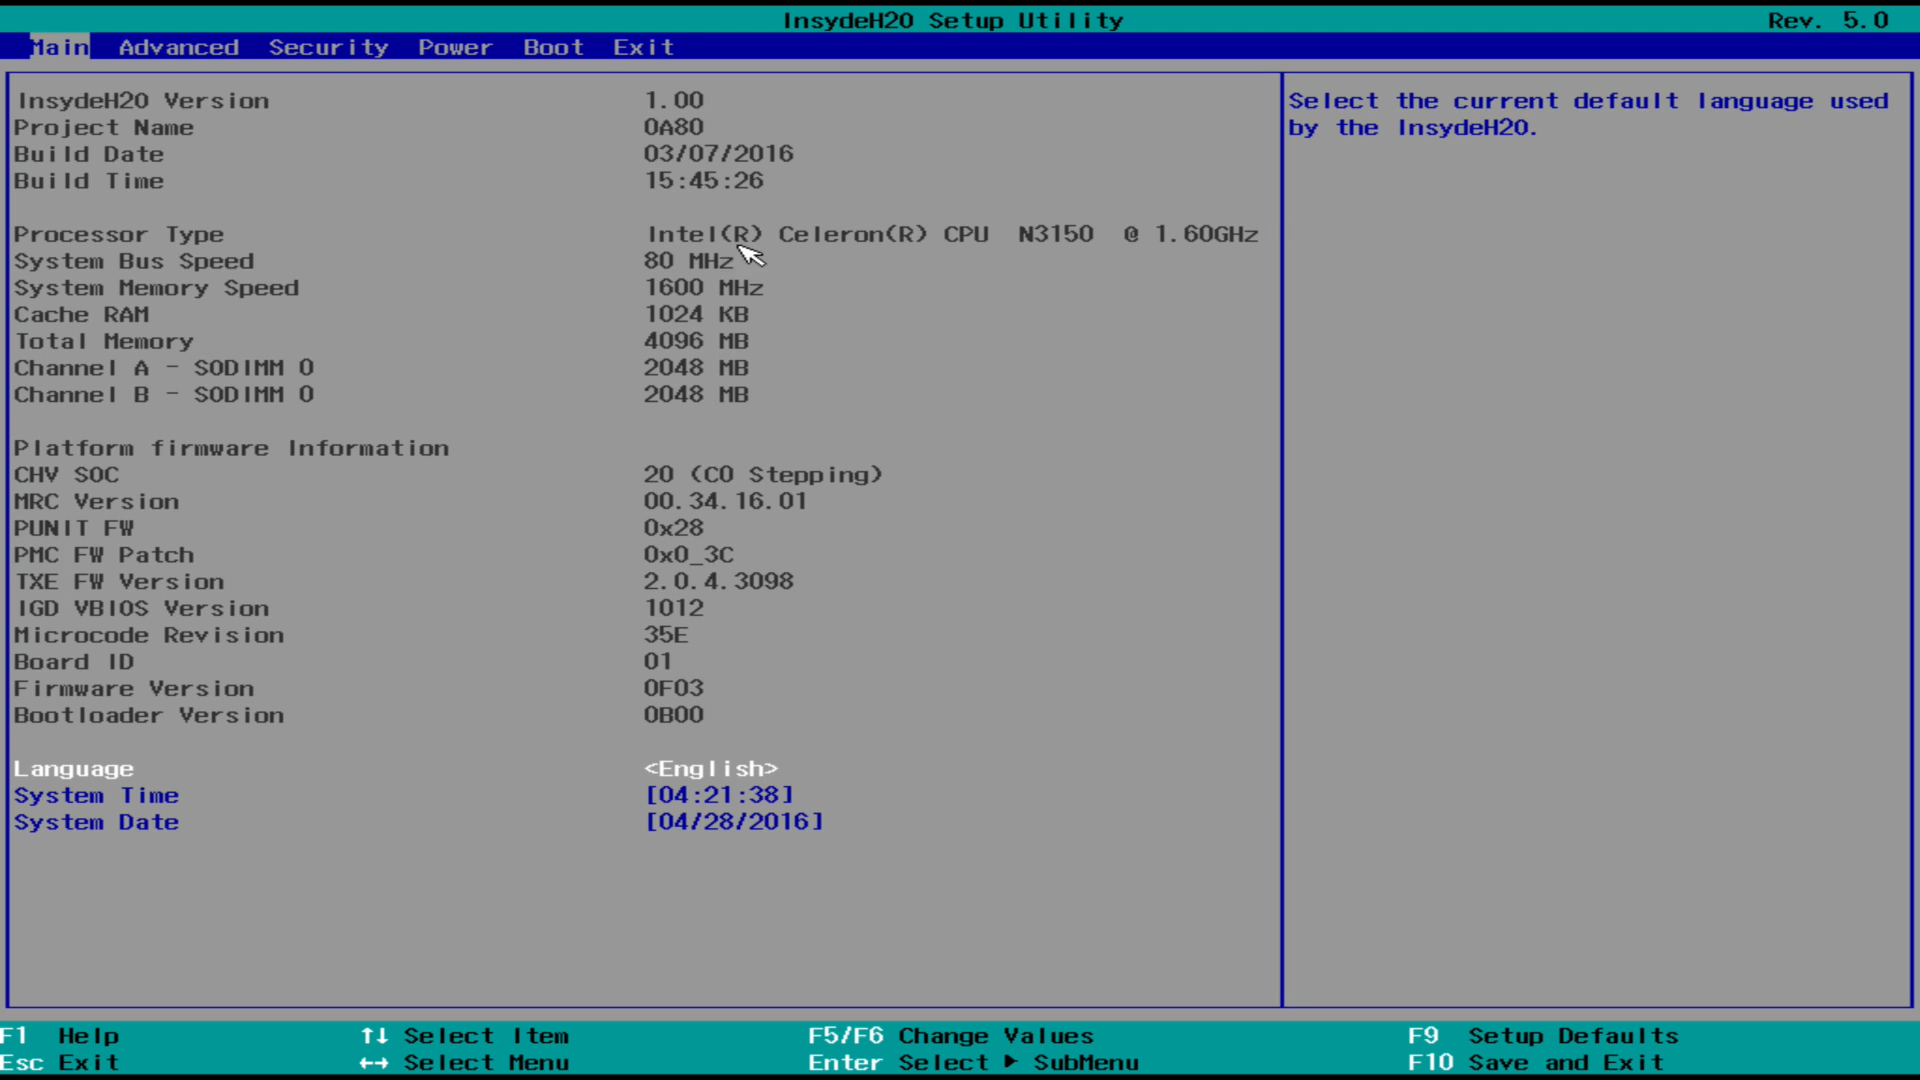 InsydeH20 Setup Utility Rev. 5.0
Main Advanced Security Power Boot Exit
InsydeH20 Version 1.00
Project Name 0A80
Build Date 03/07/2016
Build Time 15:45:26
Processor Type Intel(R) Celeron(R) CPU N3150 @ 1.60GHz
System Bus Speed 80 MHz
System Memory Speed 1600 MHz
Cache RAM 1024 KB
Total Memory 4096 MB
Channel A - SODIMM 0 2048 MB
Channel B - SODIMM 0 2048 MB
Platform firmware Information
CHV SOC 20 (C0 Stepping)
MRC Version 00.34.16.01
PUNIT FW 0x28
PMC FW Patch 0x0_3C
TXE FW Version 2.0.4.3098
IGD VBIOS Version 1012
Microcode Revision 35E
Board ID 01
Firmware Version 0F03
Bootloader Version 0B00
Language <English>
System Time [04:21:38]
System Date [04/28/2016]
Select the current default language used
by the InsydeH20.
F1 Help ↑↓ Select Item F5/F6 Change Values F9 Setup Defaults
Esc Exit ←→ Select Menu Enter Select ▶ SubMenu F10 Save and Exit